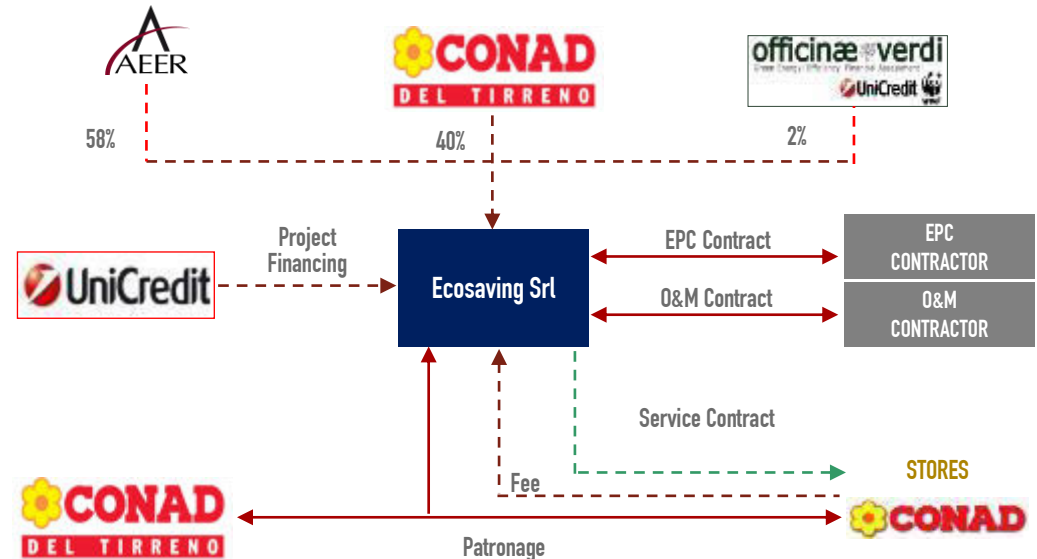 AEER
CONAD
DEL TIRRENO
officinæ verdi
UniCredit
58%
40%
2%
UniCredit
Project
Financing
Ecosaving Srl
EPC Contract
EPC
CONTRACTOR
O&M Contract
O&M
CONTRACTOR
Service Contract
STORES
Fee
CONAD
DEL TIRRENO
CONAD
Patronage